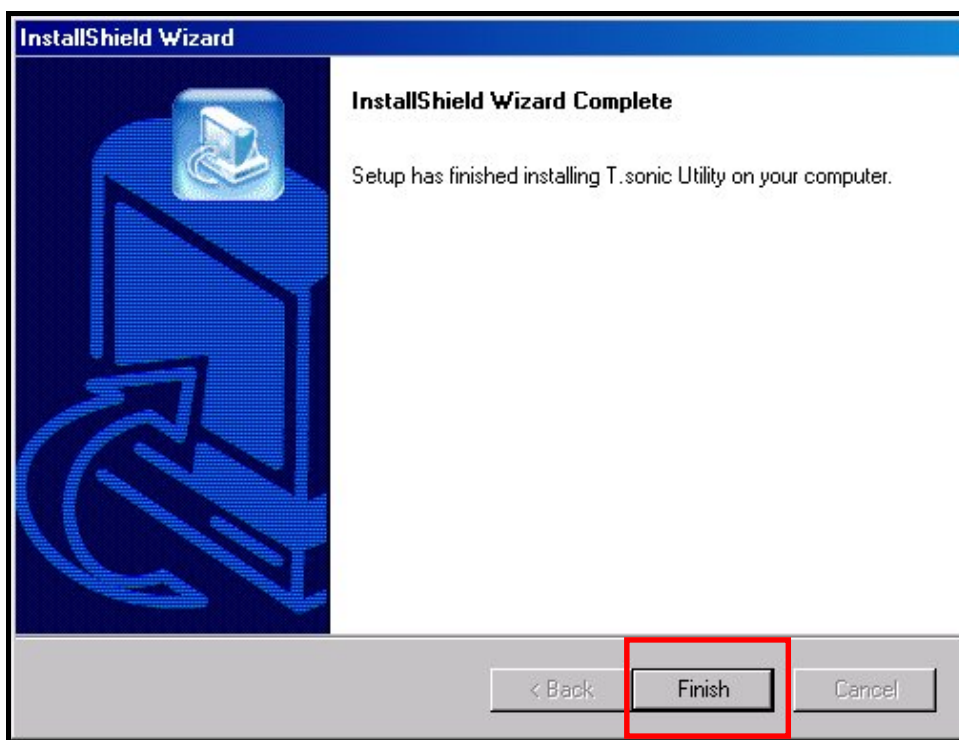 InstallShield Wizard
InstallShield Wizard Complete
Setup has finished installing T.sonic Utility on your computer.
< Back
Finish
Cancel